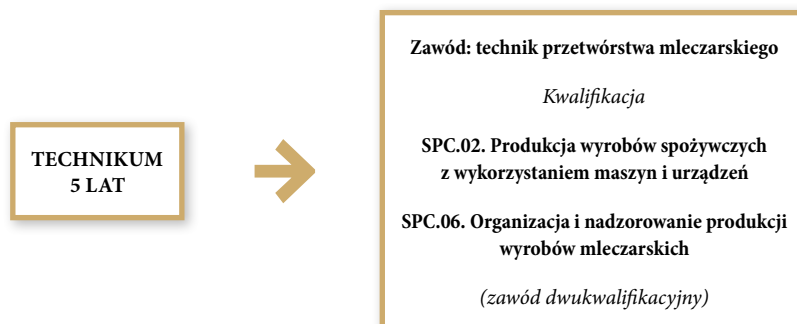 TECHNIKUM
5 LAT
Zawód: technik przetwórstwa mleczarskiego
Kwalifikacja
SPC.02. Produkcja wyrobów spożywczych
z wykorzystaniem maszyn i urządzeń
SPC.06. Organizacja i nadzorowanie produkcji
wyrobów mleczarskich
(zawód dwukwalifikacyjny)